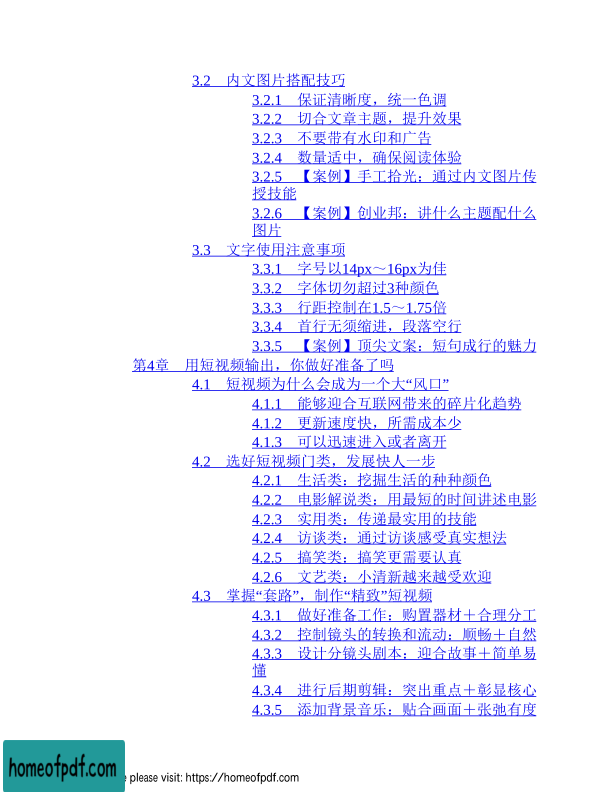 3.2 内文图片搭配技巧
3.2.1 保证清晰度，统一色调
3.2.2 切合文章主题，提升效果
3.2.3 不要带有水印和广告
3.2.4 数量适中，确保阅读体验
3.2.5 【案例】手工拾光：通过内文图片传
授技能
3.2.6 【案例】创业邦：讲什么主题配什么
图片
3.3 文字使用注意事项
3.3.1 字号以14px～16px为佳
3.3.2 字体切勿超过3种颜色
3.3.3 行距控制在1.5～1.75倍
3.3.4 首行无须缩进，段落空行
3.3.5 【案例】顶尖文案：短句成行的魅力
第4章 用短视频输出，你做好准备了吗
4.1 短视频为什么会成为一个大“风口”
4.1.1 能够迎合互联网带来的碎片化趋势
4.1.2 更新速度快，所需成本少
4.1.3 可以迅速进入或者离开
4.2 选好短视频门类，发展快人一步
4.2.1 生活类：挖掘生活的种种颜色
4.2.2 电影解说类：用最短的时间讲述电影
4.2.3 实用类：传递最实用的技能
4.2.4 访谈类：通过访谈感受真实想法
4.2.5 搞笑类：搞笑更需要认真
4.2.6 文艺类：小清新越来越受欢迎
4.3 掌握“套路”，制作“精致”短视频
4.3.1 做好准备工作：购置器材＋合理分工
4.3.2 控制镜头的转换和流动：顺畅＋自然
4.3.3 设计分镜头剧本：迎合故事＋简单易
懂
4.3.4 进行后期剪辑：突出重点＋彰显核心
4.3.5 添加背景音乐：贴合画面＋张弛有度
homeofpdf.com
please visit: https://homeofpdf.com